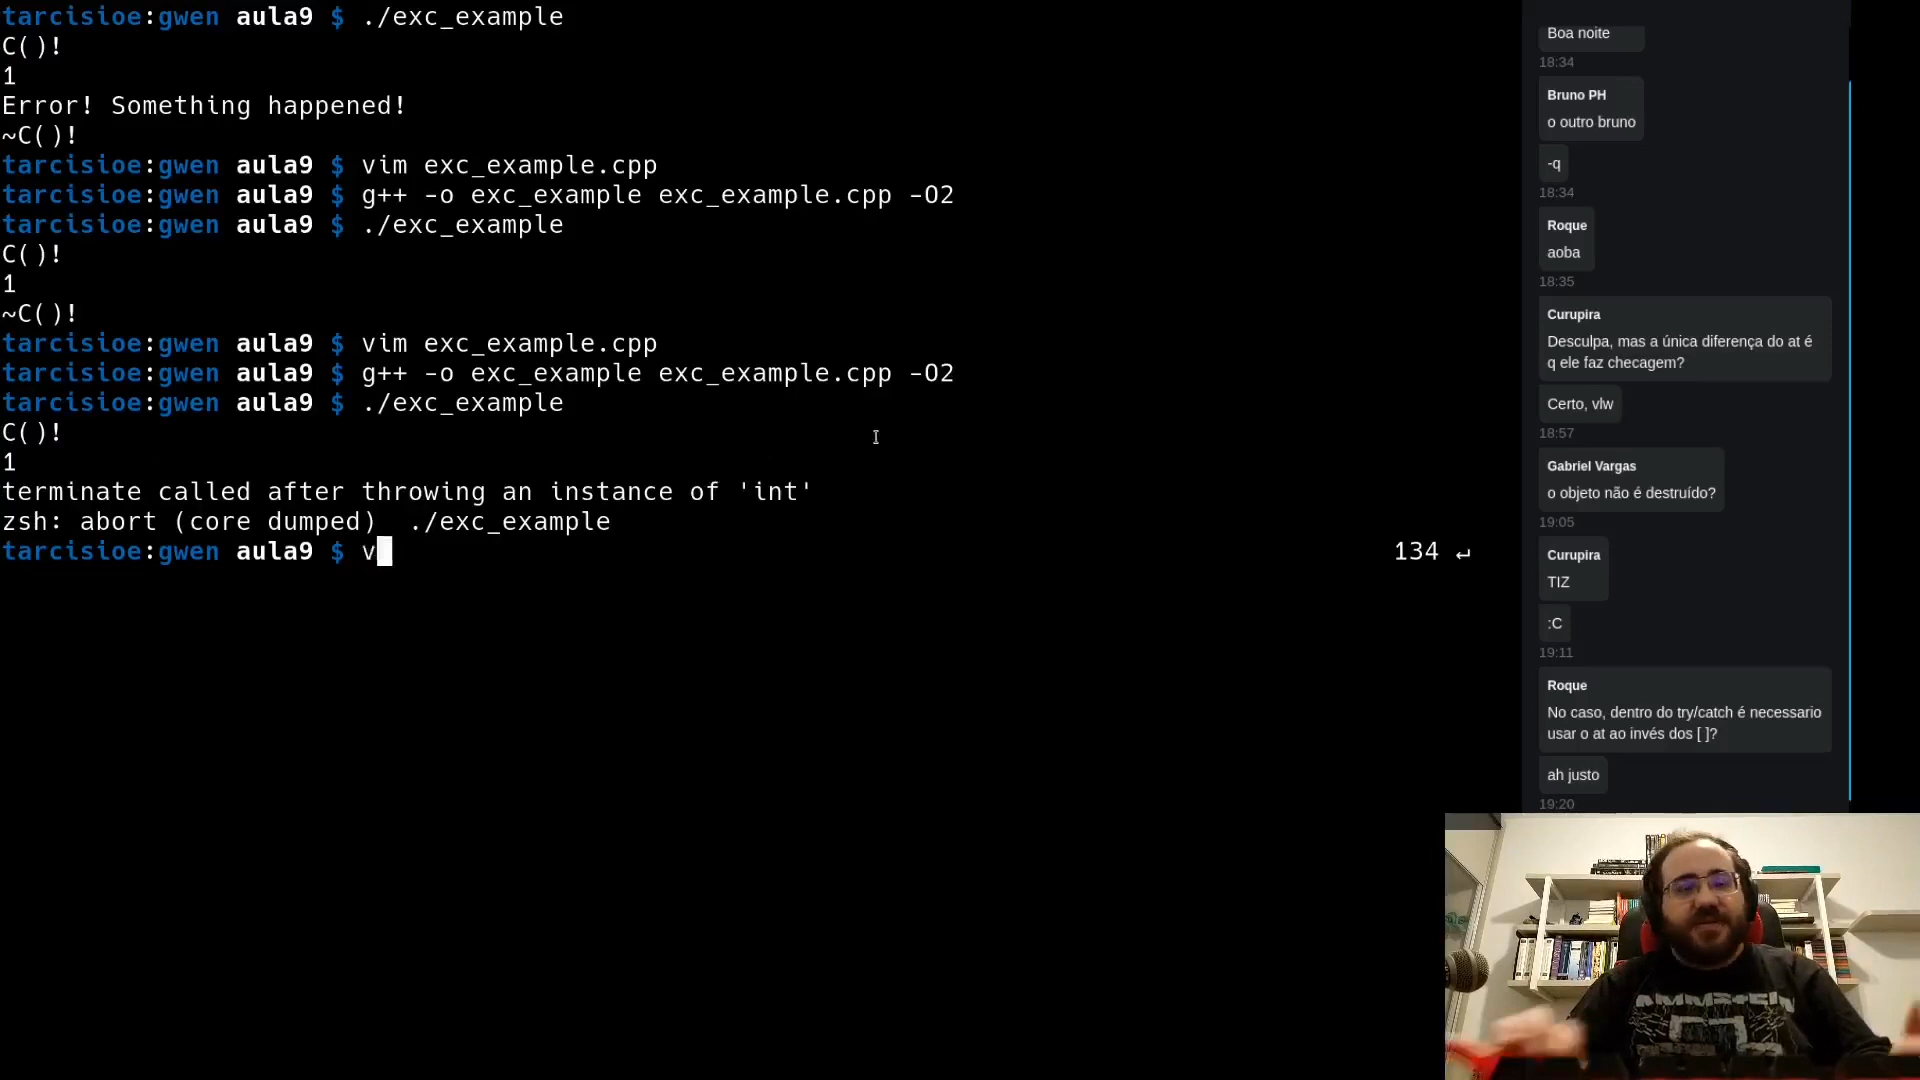 tarcisioe:gwen aula9 $ ./exc_example
C()!
1
Error! Something happened!
~C()!
tarcisioe:gwen aula9 $ vim exc_example.cpp
tarcisioe:gwen aula9 $ g++ -o exc_example exc_example.cpp -O2
tarcisioe:gwen aula9 $ ./exc_example
C()!
1
~C()!
tarcisioe:gwen aula9 $ vim exc_example.cpp
tarcisioe:gwen aula9 $ g++ -o exc_example exc_example.cpp -O2
tarcisioe:gwen aula9 $ ./exc_example
C()!
1
terminate called after throwing an instance of 'int'
zsh: abort (core dumped)  ./exc_example
tarcisioe:gwen aula9 $ v 134 ↵
Boa noite
18:34
Bruno PH
o outro bruno
-q
18:34
Roque
aoba
18:35
Curupira
Desculpa, mas a única diferença do at é
q ele faz checagem?
Certo, vlw
18:57
Gabriel Vargas
o objeto não é destruído?
19:05
Curupira
TIZ
:C
19:11
Roque
No caso, dentro do try/catch é necessario
usar o at ao invés dos [ ]?
ah justo
19:20